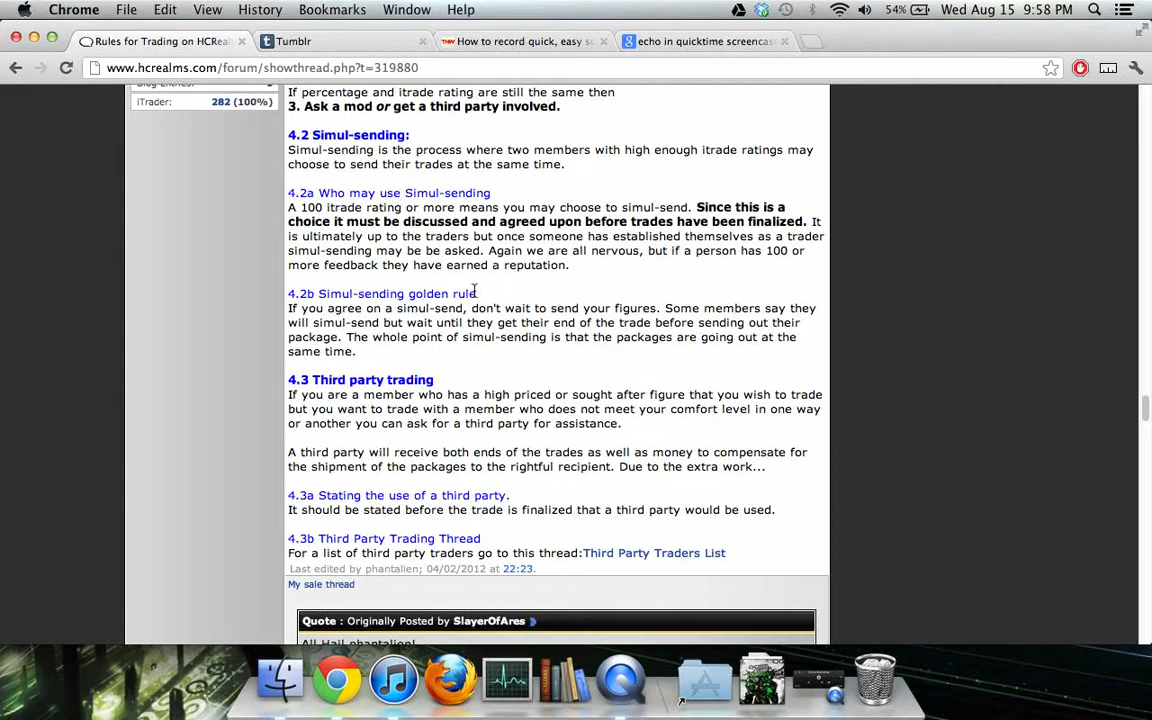 Chrome File Edit View History Bookmarks Window Help 54% Wed Aug 15 9:58 PM
Rules for Trading on HCReal Tumblr How to record quick, easy s echo in quicktime screencas
www.hcrealms.com/forum/showthread.php?t=319880
If percentage and itrade rating are still the same then
iTrader: 282 (100%)
3. Ask a mod or get a third party involved.
4.2 Simul-sending:
Simul-sending is the process where two members with high enough itrade ratings may
choose to send their trades at the same time.
4.2a Who may use Simul-sending
A 100 itrade rating or more means you may choose to simul-send. Since this is a
choice it must be discussed and agreed upon before trades have been finalized. It
is ultimately up to the traders but once someone has established themselves as a trader
simul-sending may be be asked. Again we are all nervous, but if a person has 100 or
more feedback they have earned a reputation.
4.2b Simul-sending golden rule
If you agree on a simul-send, don't wait to send your figures. Some members say they
will simul-send but wait until they get their end of the trade before sending out their
package. The whole point of simul-sending is that the packages are going out at the
same time.
4.3 Third party trading
If you are a member who has a high priced or sought after figure that you wish to trade
but you want to trade with a member who does not meet your comfort level in one way
or another you can ask for a third party for assistance.
A third party will receive both ends of the trades as well as money to compensate for
the shipment of the packages to the rightful recipient. Due to the extra work...
4.3a Stating the use of a third party.
It should be stated before the trade is finalized that a third party would be used.
4.3b Third Party Trading Thread
For a list of third party traders go to this thread:Third Party Traders List
Last edited by phantalien; 04/02/2012 at 22:23.
My sale thread
Quote : Originally Posted by SlayerOfAres
All Hail phantalien!